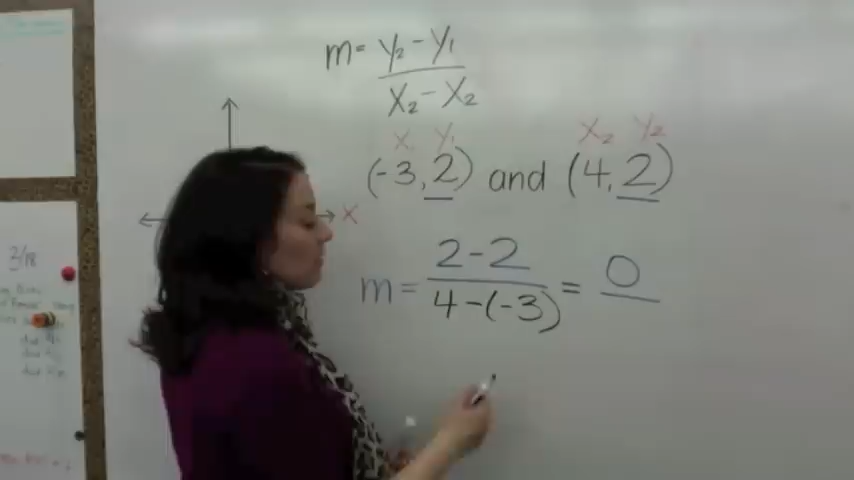 m = y₂ - y₁
x₂ - x₂
x, y₁ x₂ y₂
(-3, 2) and (4, 2)
x
m = 2 - 2 = 0
4 - (-3)
3/18